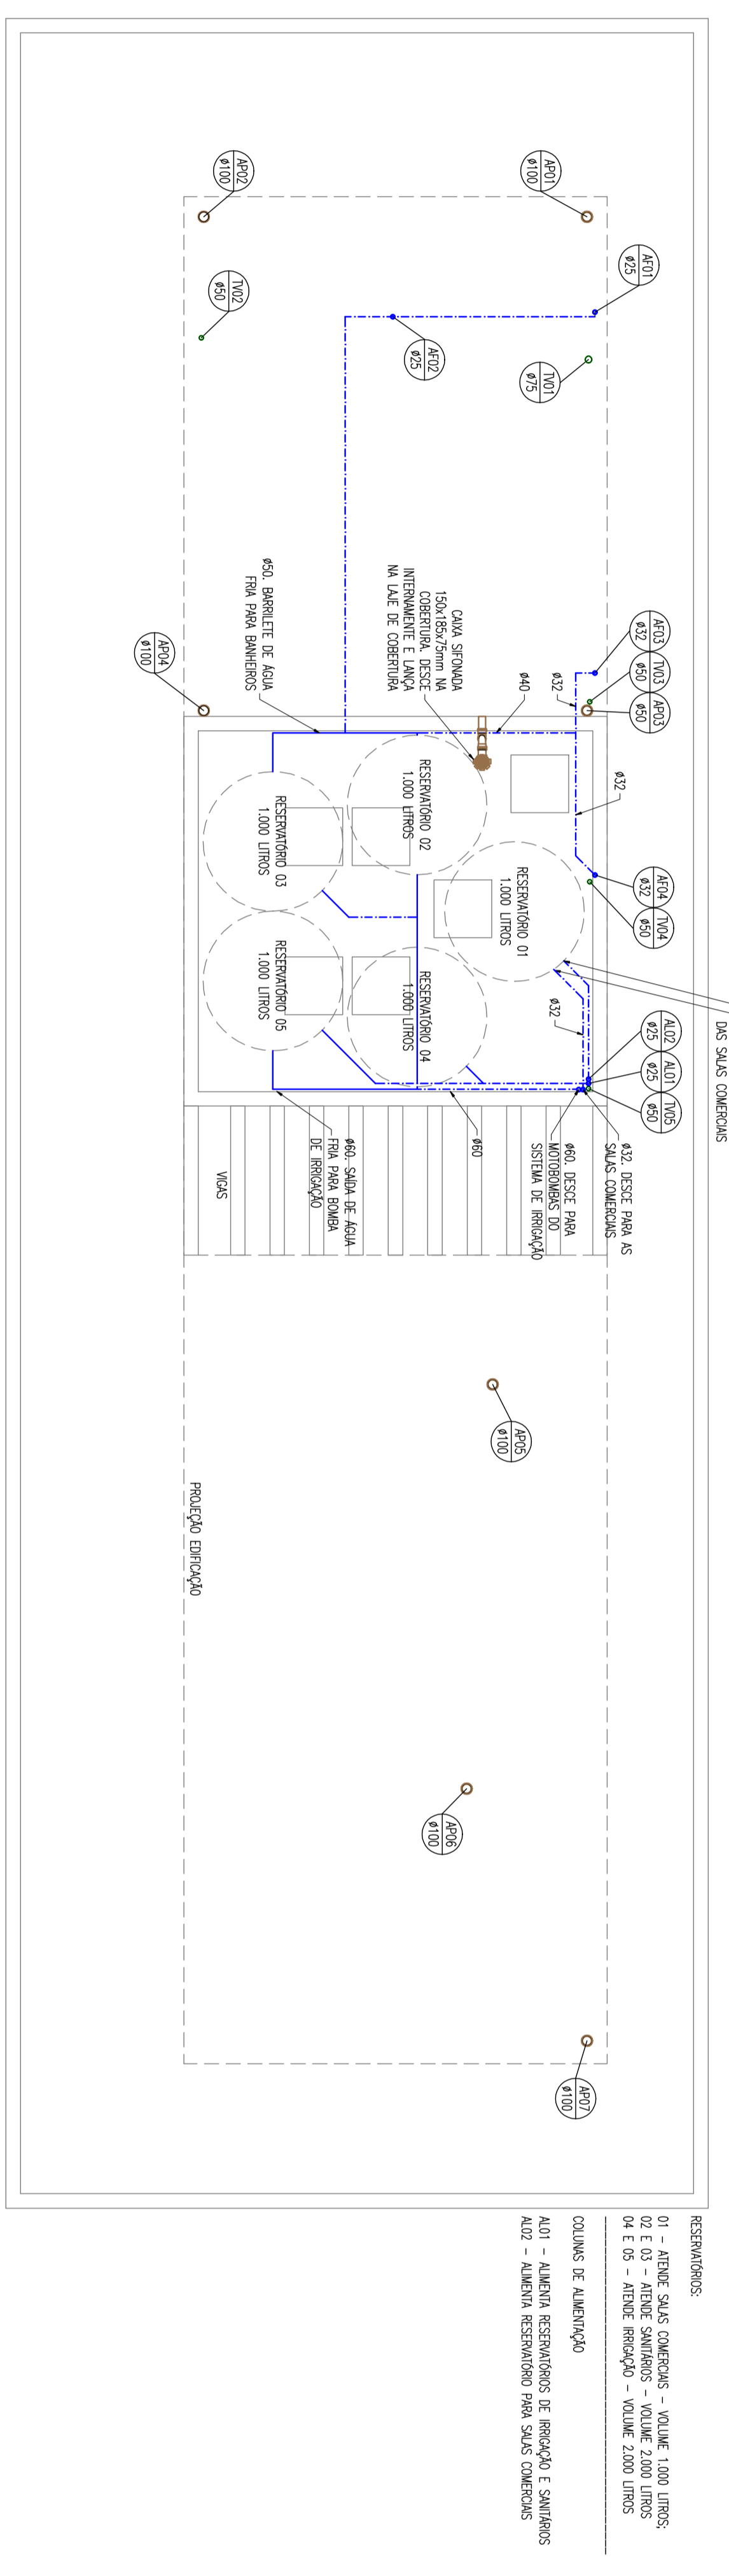 AP02
ø100
AP01
ø100
AF01
ø25
TV02
ø50
AF02
ø25
TV01
ø75
ø50. BARRILETE DE ÁGUA
FRIA PARA BANHEIROS
CAIXA SIFONADA
150x185x75mm NA
COBERTURA. DESCE
INTERNAMENTE E LANÇA
NA LAJE DE COBERTURA
AP04
ø100
AF03
ø32
TV03
ø50
AP03
ø50
ø40
ø32
ø32
RESERVATÓRIO 02
1.000 LITROS
RESERVATÓRIO 03
1.000 LITROS
RESERVATÓRIO 01
1.000 LITROS
AF04
ø32
TV04
ø50
RESERVATÓRIO 05
1.000 LITROS
RESERVATÓRIO 04
1.000 LITROS
ø32
DAS SALAS COMERCIAIS
AL02
ø25
AL01
ø25
TV05
ø50
ø32. DESCE PARA AS
SALAS COMERCIAIS
ø60. DESCE PARA
MOTOBOMBAS DO
SISTEMA DE IRRIGAÇÃO
ø60
ø60. SAÍDA DE ÁGUA
FRIA PARA BOMBA
DE IRRIGAÇÃO
VIGAS
AP05
ø100
PROJEÇÃO EDIFICAÇÃO
AP06
ø100
AP07
ø100
RESERVATÓRIOS:
01 - ATENDE SALAS COMERCIAIS - VOLUME 1.000 LITROS;
02 E 03 - ATENDE SANITÁRIOS - VOLUME 2.000 LITROS
04 E 05 - ATENDE IRRIGAÇÃO - VOLUME 2.000 LITROS
COLUNAS DE ALIMENTAÇÃO
AL01 - ALIMENTA RESERVATÓRIOS DE IRRIGAÇÃO E SANITÁRIOS
AL02 - ALIMENTA RESERVATÓRIO PARA SALAS COMERCIAIS